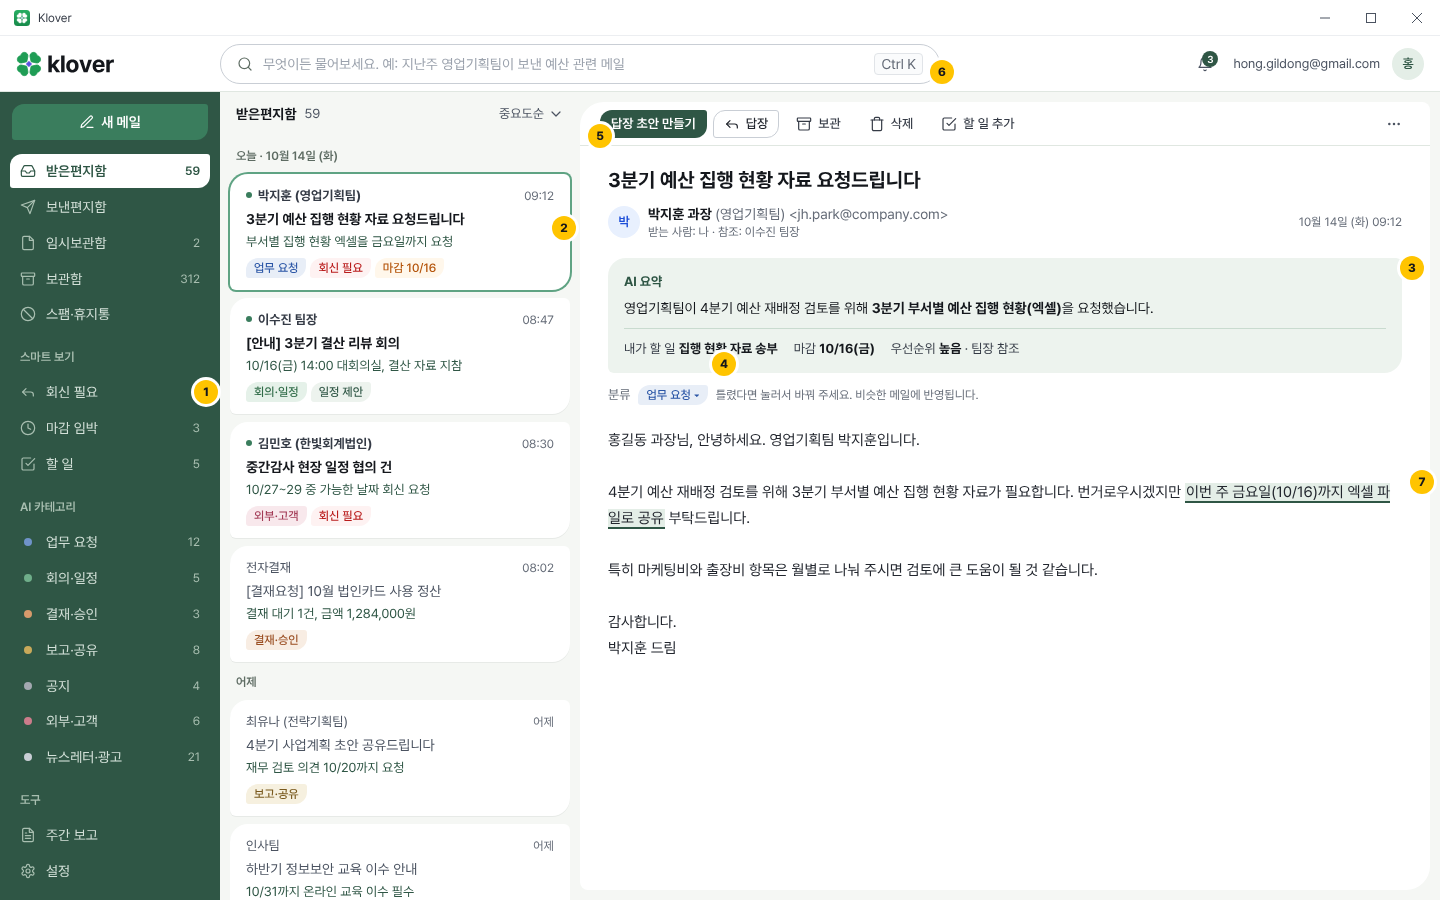 Klover
klover
무엇이든 물어보세요. 예: 지난주 영업기획팀이 보낸 예산 관련 메일
Ctrl K
6
3
hong.gildong@gmail.com
홍
새 메일
받은편지함 59
보낸편지함
임시보관함 2
보관함 312
스팸·휴지통
스마트 보기
회신 필요 1
마감 임박 3
할 일 5
AI 카테고리
업무 요청 12
회의·일정 5
결재·승인 3
보고·공유 8
공지 4
외부·고객 6
뉴스레터·광고 21
도구
주간 보고
설정
받은편지함 59
중요도순
오늘 · 10월 14일 (화)
박지훈 (영업기획팀) 09:12
3분기 예산 집행 현황 자료 요청드립니다
2
부서별 집행 현황 엑셀을 금요일까지 요청
업무 요청 회신 필요 마감 10/16
이수진 팀장 08:47
[안내] 3분기 결산 리뷰 회의
10/16(금) 14:00 대회의실, 결산 자료 지참
회의·일정 일정 제안
김민호 (한빛회계법인) 08:30
중간감사 현장 일정 협의 건
10/27~29 중 가능한 날짜 회신 요청
외부·고객 회신 필요
전자결재 08:02
[결재요청] 10월 법인카드 사용 정산
결재 대기 1건, 금액 1,284,000원
결재·승인
어제
최유나 (전략기획팀) 어제
4분기 사업계획 초안 공유드립니다
재무 검토 의견 10/20까지 요청
보고·공유
인사팀 어제
하반기 정보보안 교육 이수 안내
10/31까지 온라인 교육 이수 필수
5
답장 초안 만들기 답장 보관 삭제 할 일 추가
3분기 예산 집행 현황 자료 요청드립니다
박
박지훈 과장 (영업기획팀) <jh.park@company.com>
받는 사람: 나 · 참조: 이수진 팀장
10월 14일 (화) 09:12
3
AI 요약
영업기획팀이 4분기 예산 재배정 검토를 위해 3분기 부서별 예산 집행 현황(엑셀)을 요청했습니다.
내가 할 일 집행 현황 자료 송부 마감 10/16(금) 우선순위 높음 · 팀장 참조
4
분류 업무 요청 틀렸다면 눌러서 바꿔 주세요. 비슷한 메일에 반영됩니다.
홍길동 과장님, 안녕하세요. 영업기획팀 박지훈입니다.
4분기 예산 재배정 검토를 위해 3분기 부서별 예산 집행 현황 자료가 필요합니다. 번거로우시겠지만 이번 주 금요일(10/16)까지 엑셀 파
일로 공유 부탁드립니다.
7
특히 마케팅비와 출장비 항목은 월별로 나눠 주시면 검토에 큰 도움이 될 것 같습니다.
감사합니다.
박지훈 드림